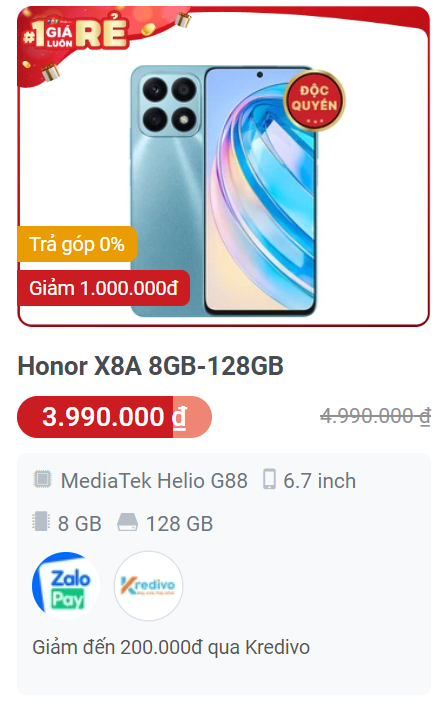 #1 GIÁ LUÔN RẺ
ĐỘC
QUYỀN
Trả góp 0%
Giảm 1.000.000đ
Honor X8A 8GB-128GB
3.990.000 ₫ 4.990.000 ₫
MediaTek Helio G88 6.7 inch
8 GB 128 GB
Zalo
Pay
Kredivo
Giảm đến 200.000đ qua Kredivo